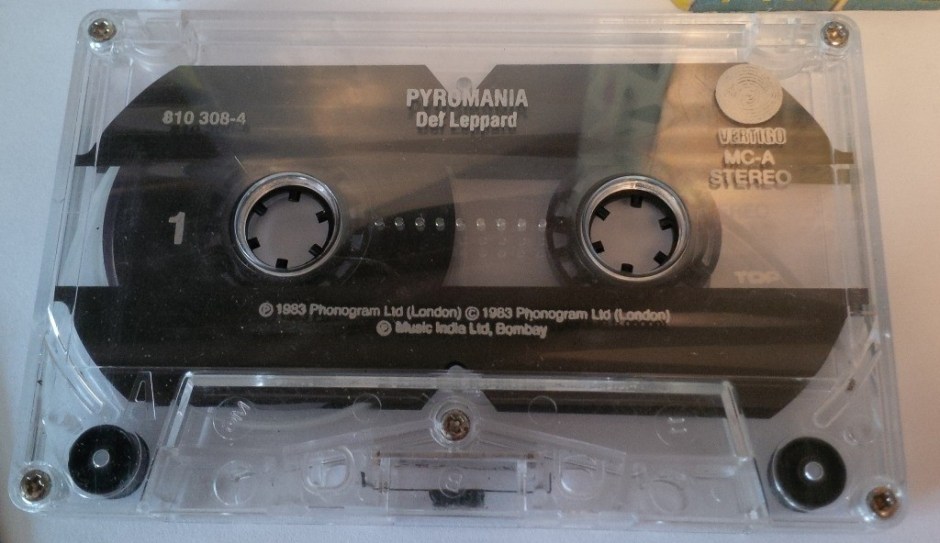 PYROMANIA
Def Leppard
810 308-4
VERTIGO
MC-A
STEREO
1
TDP
℗ 1983 Phonogram Ltd (London) © 1983 Phonogram Ltd (London)
℗ Music India Ltd, Bombay
A